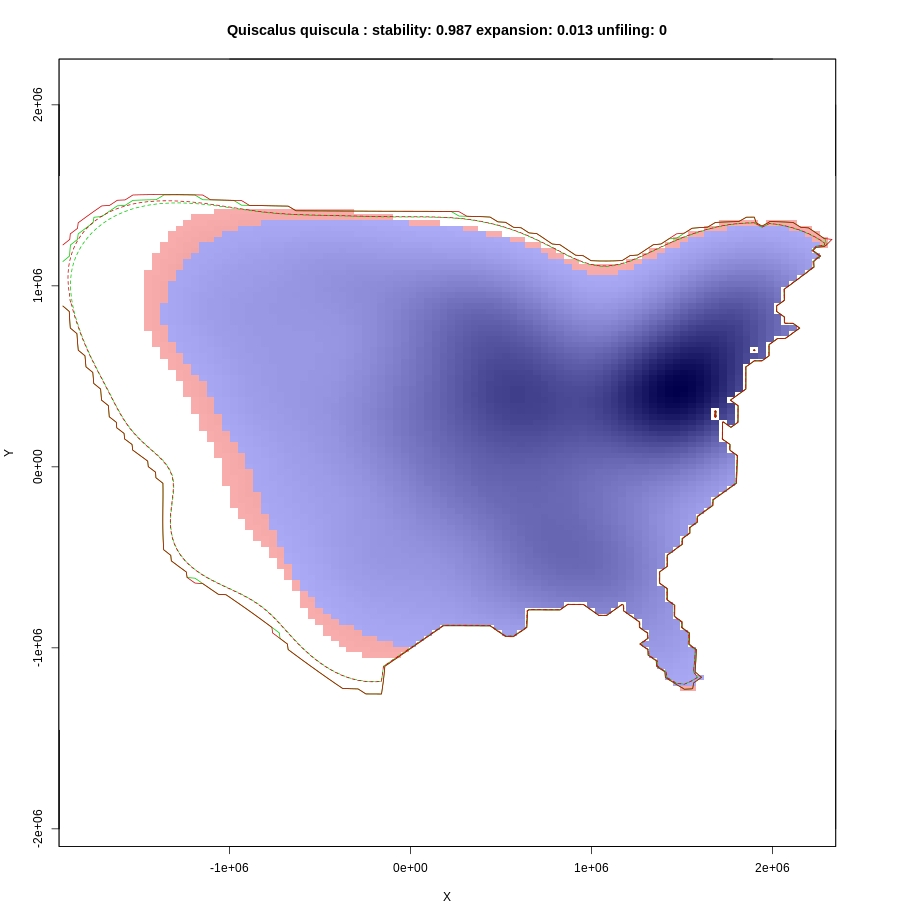 Quiscalus quiscula : stability: 0.987 expansion: 0.013 unfiling: 0
2e+06
1e+06
0e+00
-1e+06
-2e+06
Y
-1e+06 0e+00 1e+06 2e+06
X